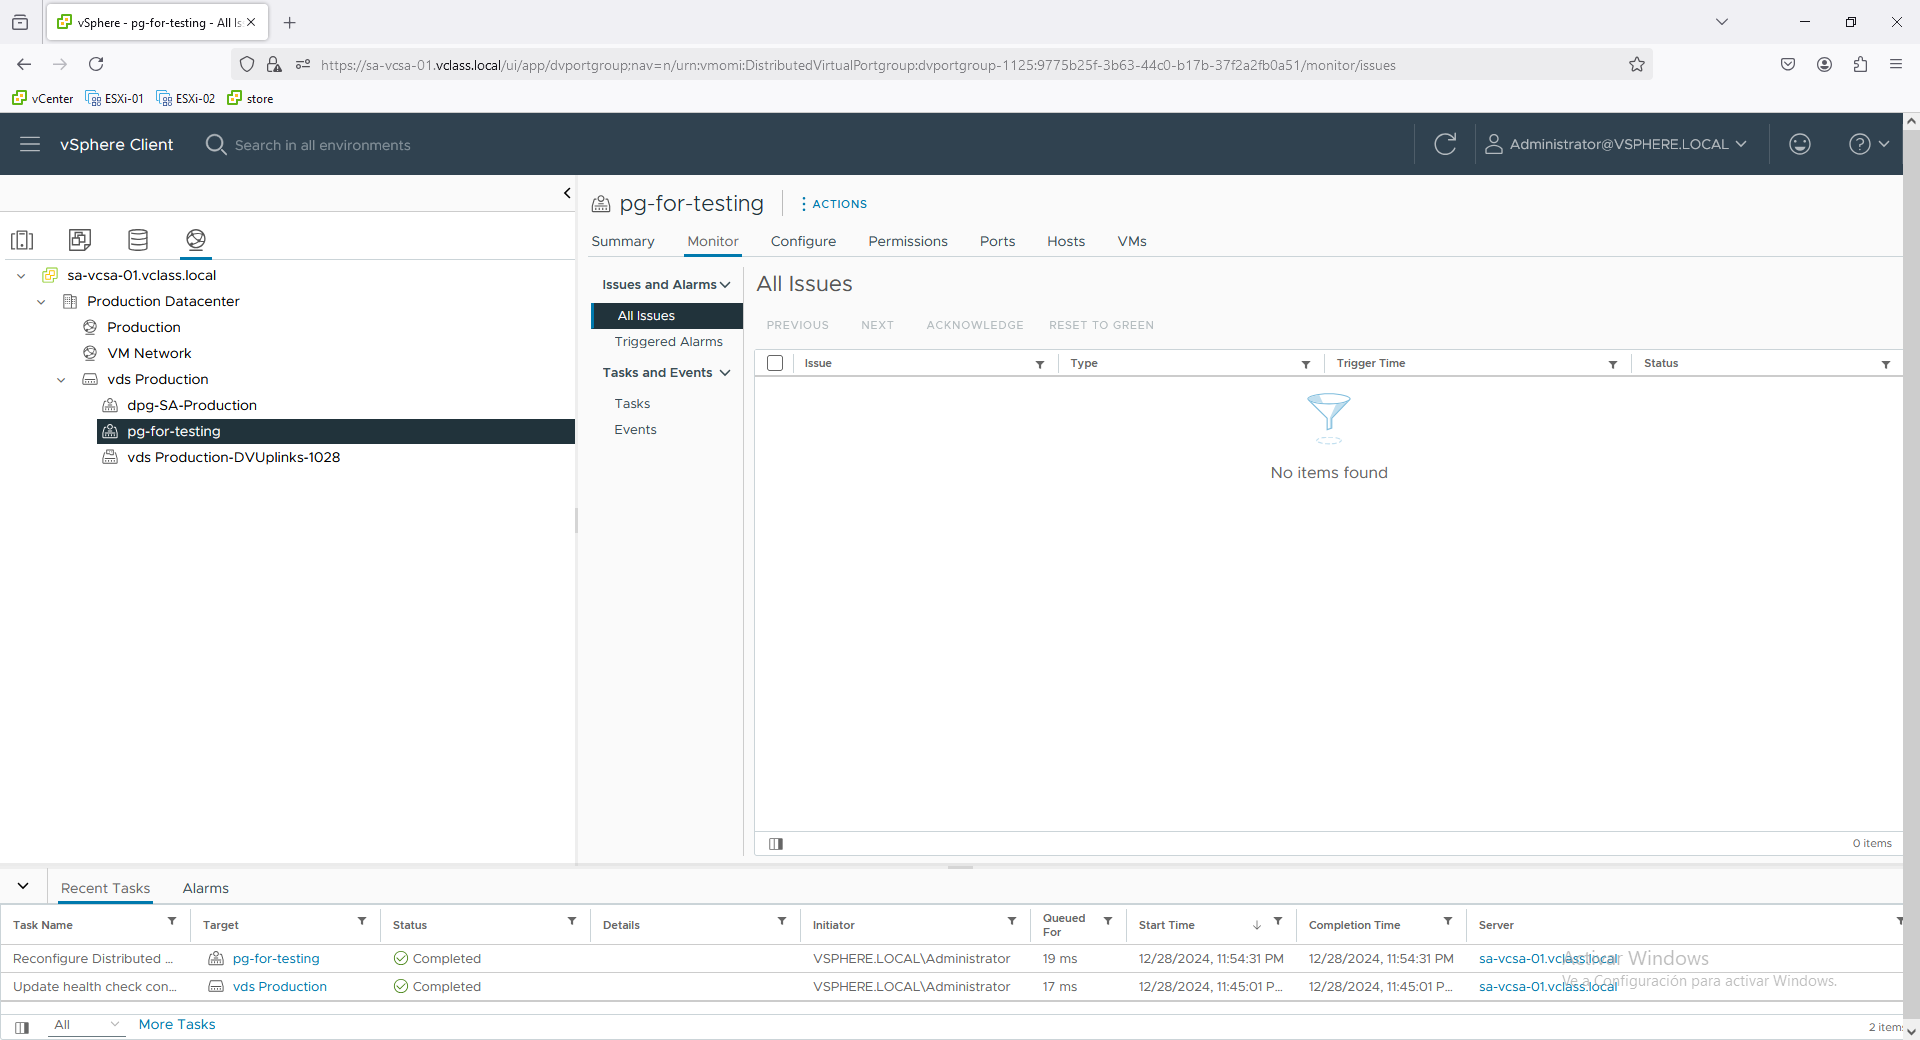 vSphere - pg-for-testing - All Is
https://sa-vcsa-01.vclass.local/ui/app/dvportgroup;nav=n/urn:vmomi:DistributedVirtualPortgroup:dvportgroup-1125:9775b25f-3b63-44c0-b17b-37f2a2fb0a51/monitor/issues
vCenter ESXi-01 ESXi-02 store
vSphere Client Search in all environments Administrator@VSPHERE.LOCAL
pg-for-testing ACTIONS
Summary Monitor Configure Permissions Ports Hosts VMs
sa-vcsa-01.vclass.local
Production Datacenter
Production
VM Network
vds Production
dpg-SA-Production
pg-for-testing
vds Production-DVUplinks-1028
Issues and Alarms
All Issues
Triggered Alarms
Tasks and Events
Tasks
Events
All Issues
PREVIOUS NEXT ACKNOWLEDGE RESET TO GREEN
Issue Type Trigger Time Status
No items found
0 items
Recent Tasks Alarms
Task Name Target Status Details Initiator Queued For Start Time Completion Time Server
Reconfigure Distributed ... pg-for-testing Completed VSPHERE.LOCAL\Administrator 19 ms 12/28/2024, 11:54:31 PM 12/28/2024, 11:54:31 PM sa-vcsa-01.vclass.local
Update health check con... vds Production Completed VSPHERE.LOCAL\Administrator 17 ms 12/28/2024, 11:45:01 P... 12/28/2024, 11:45:01 P... sa-vcsa-01.vclass.local
Activar Windows
Ve a Configuración para activar Windows.
All More Tasks
2 items